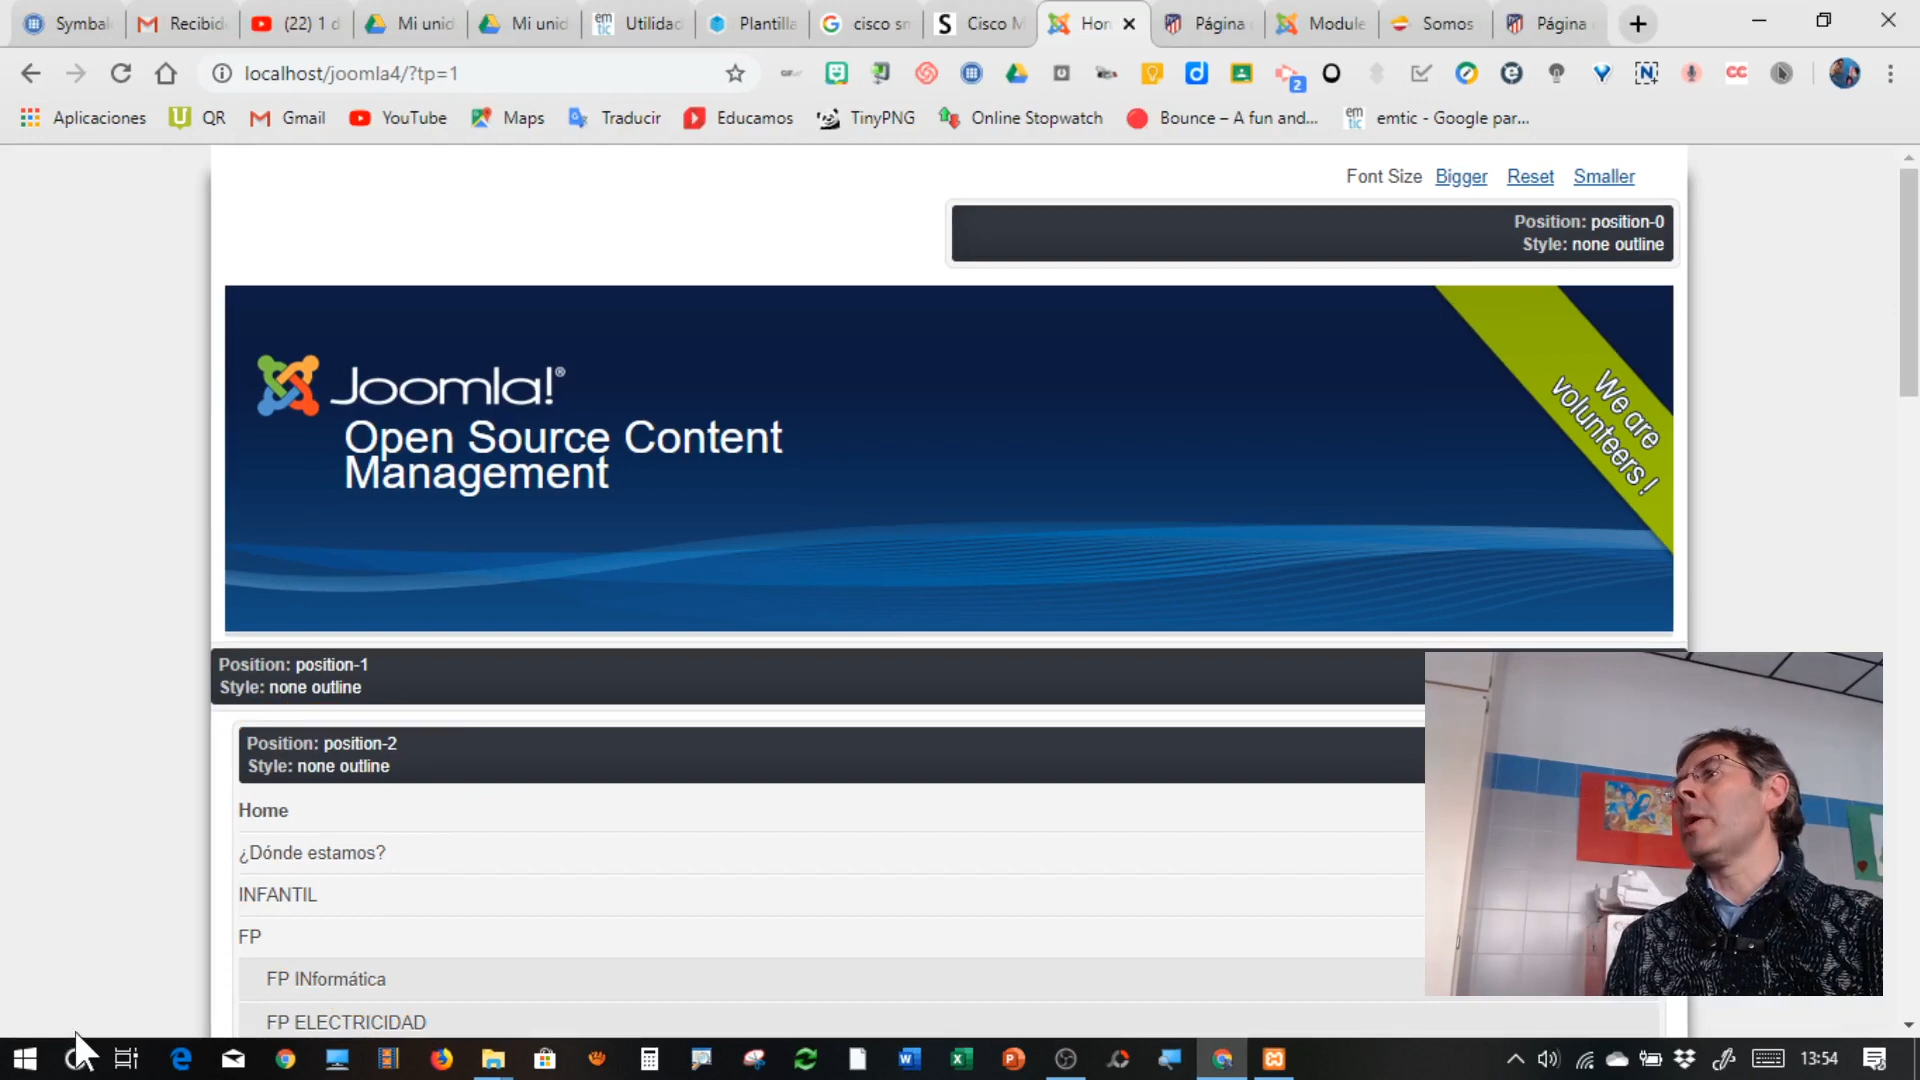 Symbal
Recibid
(22) 1 d
Mi unid
Mi unid
Utilidad
Plantilla
cisco sn
Cisco M
Hon
Página
Module
Somos
Página
localhost/joomla4/?tp=1
Aplicaciones
QR
Gmail
YouTube
Maps
Traducir
Educamos
TinyPNG
Online Stopwatch
Bounce – A fun and...
emtic - Google par...
Font Size Bigger Reset Smaller
Position: position-0
Style: none outline
Joomla!®
Open Source Content
Management
We are
volunteers!
Position: position-1
Style: none outline
Position: position-2
Style: none outline
Home
¿Dónde estamos?
INFANTIL
FP
FP INformática
FP ELECTRICIDAD
13:54